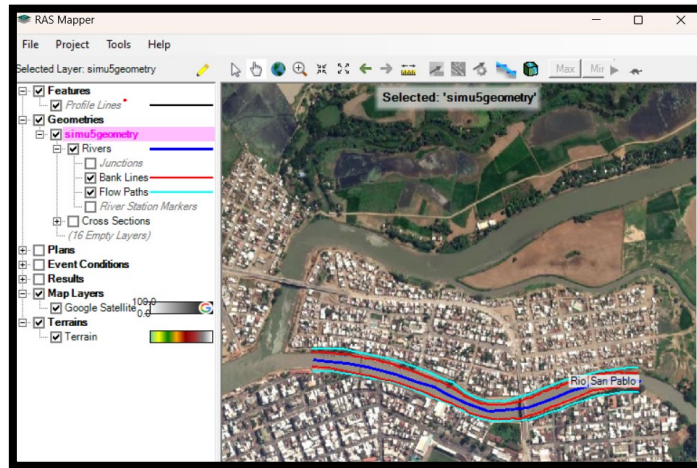 RAS Mapper
File Project Tools Help
Selected Layer: simu5geometry
Max Mir
Features
Profile Lines
Geometries
simu5geometry
Rivers
Junctions
Bank Lines
Flow Paths
River Station Markers
Cross Sections
(16 Empty Layers)
Plans
Event Conditions
Results
Map Layers
Google Satellite
100.0
0.0
G
Terrains
Terrain
Selected: 'simu5geometry'
Rio San Pablo